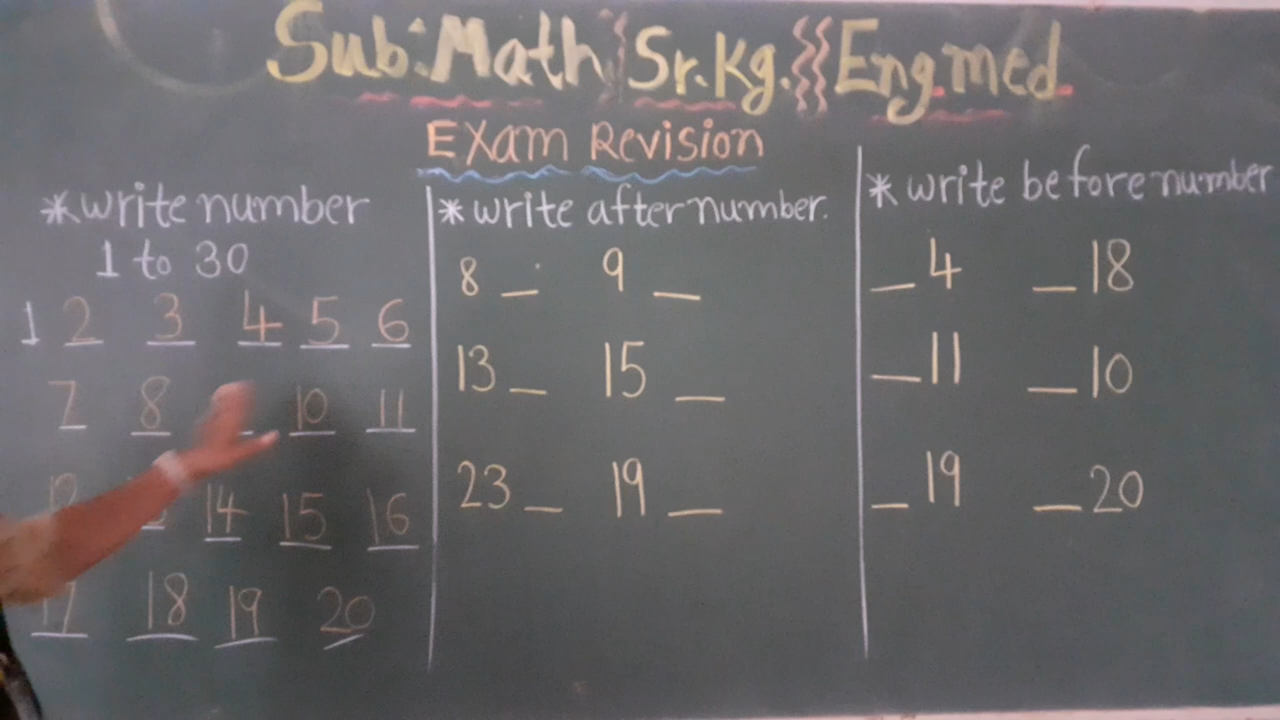 Sub:Math Sr.Kg. Eng.med.
Exam Revision
*write number
1 to 30
1 2 3 4 5 6
7 8 10 11
14 15 16
17 18 19 20
*write after number.
8 _ 9 _
13 _ 15 _
23 _ 19 _
*write before number
_ 4 _ 18
_ 11 _ 10
_ 19 _ 20